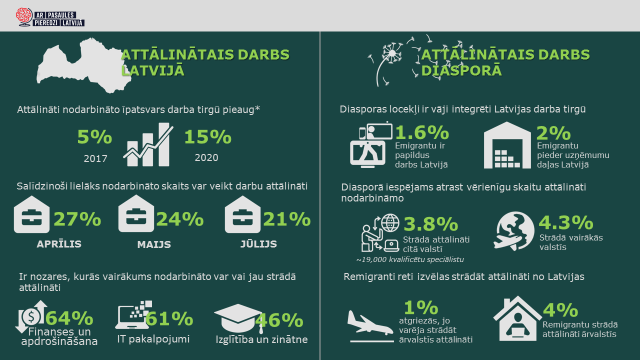 AR | PASAULES
PIEREDZI | LATVIJĀ
ATTĀLINĀTAIS DARBS
LATVIJĀ
Attālināti nodarbināto īpatsvars darba tirgū pieaug*
5%
15%
2017
2020
Salīdzinoši lielāks nodarbināto skaits var veikt darbu attālināti
27%
24%
21%
APRĪLIS
MAIJS
JŪLIJS
Ir nozares, kurās vairākums nodarbināto var vai jau strādā
attālināti
64%
Finanses un
apdrošināšana
61%
IT pakalpojumi
46%
Izglītība un zinātne
ATTĀLINĀTAIS DARBS
DIASPORĀ
Diasporas locekļi ir vāji integrēti Latvijas darba tirgū
1.6%
Emigrantu ir
papildus
darbs Latvijā
2%
Emigrantu
pieder uzņēmumu
daļas Latvijā
Diasporā iespējams atrast vērienīgu skaitu attālināti
nodarbināmo
3.8%
Strādā attālināti
citā valstī
~19,000 kvalificētu speciālistu
4.3%
Strādā vairākās
valstīs
Remigranti reti izvēlas strādāt attālināti no Latvijas
1%
atgriezās, jo
varēja strādāt
ārvalstīs attālināti
4%
Remigrantu strādā
attālināti ārvalstīs